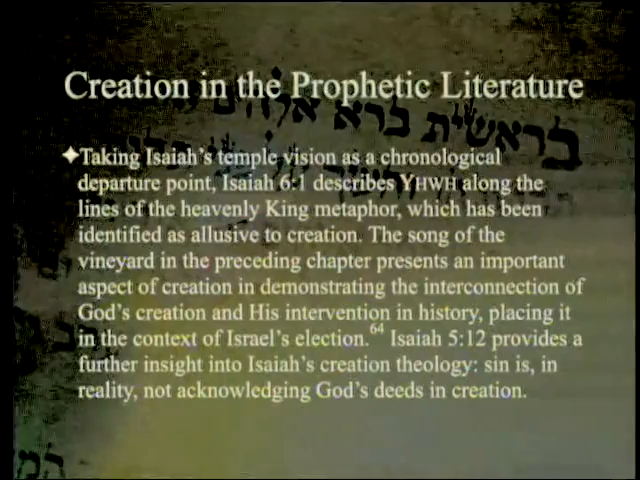 Creation in the Prophetic Literature
בראשית ברא אלהים
✦Taking Isaiah's temple vision as a chronological
departure point, Isaiah 6:1 describes YHWH along the
lines of the heavenly King metaphor, which has been
identified as allusive to creation. The song of the
vineyard in the preceding chapter presents an important
aspect of creation in demonstrating the interconnection of
God's creation and His intervention in history, placing it
in the context of Israel's election.64 Isaiah 5:12 provides a
further insight into Isaiah's creation theology: sin is, in
reality, not acknowledging God's deeds in creation.